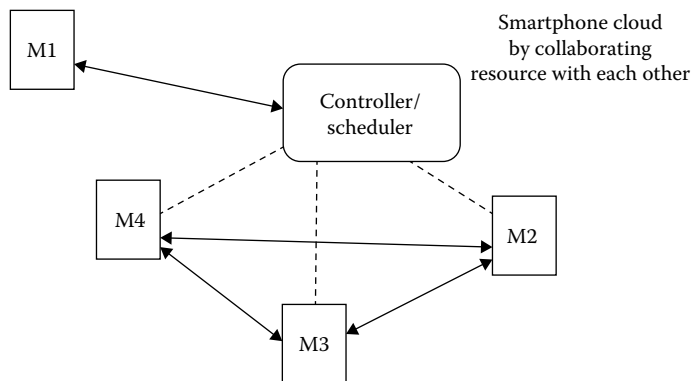 M1
Smartphone cloud
by collaborating
resource with each other
Controller/
scheduler
M4
M2
M3